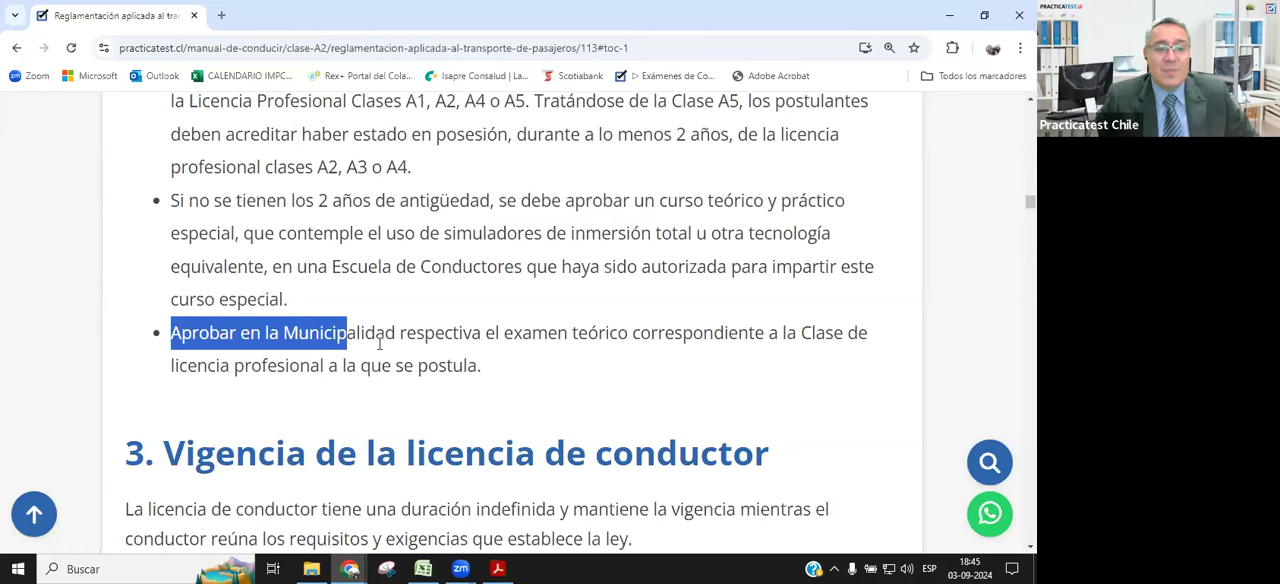 Reglamentación aplicada al tran
practicatest.cl/manual-de-conducir/clase-A2/reglamentacion-aplicada-al-transporte-de-pasajeros/113#toc-1
Zoom
Microsoft
Outlook
CALENDARIO IMPC...
Rex+ Portal del Cola...
Isapre Consalud | La...
Scotiabank
▷ Exámenes de Co...
Adobe Acrobat
Todos los marcadores
PRACTICATEST.cl
Practicatest Chile
la Licencia Profesional Clases A1, A2, A4 o A5. Tratándose de la Clase A5, los postulantes
deben acreditar haber estado en posesión, durante a lo menos 2 años, de la licencia
profesional clases A2, A3 o A4.
• Si no se tienen los 2 años de antigüedad, se debe aprobar un curso teórico y práctico
especial, que contemple el uso de simuladores de inmersión total u otra tecnología
equivalente, en una Escuela de Conductores que haya sido autorizada para impartir este
curso especial.
• Aprobar en la Municipalidad respectiva el examen teórico correspondiente a la Clase de
licencia profesional a la que se postula.
3. Vigencia de la licencia de conductor
La licencia de conductor tiene una duración indefinida y mantiene la vigencia mientras el
conductor reúna los requisitos y exigencias que establece la ley.
Buscar
zm
ESP
18:45
03-09-2024